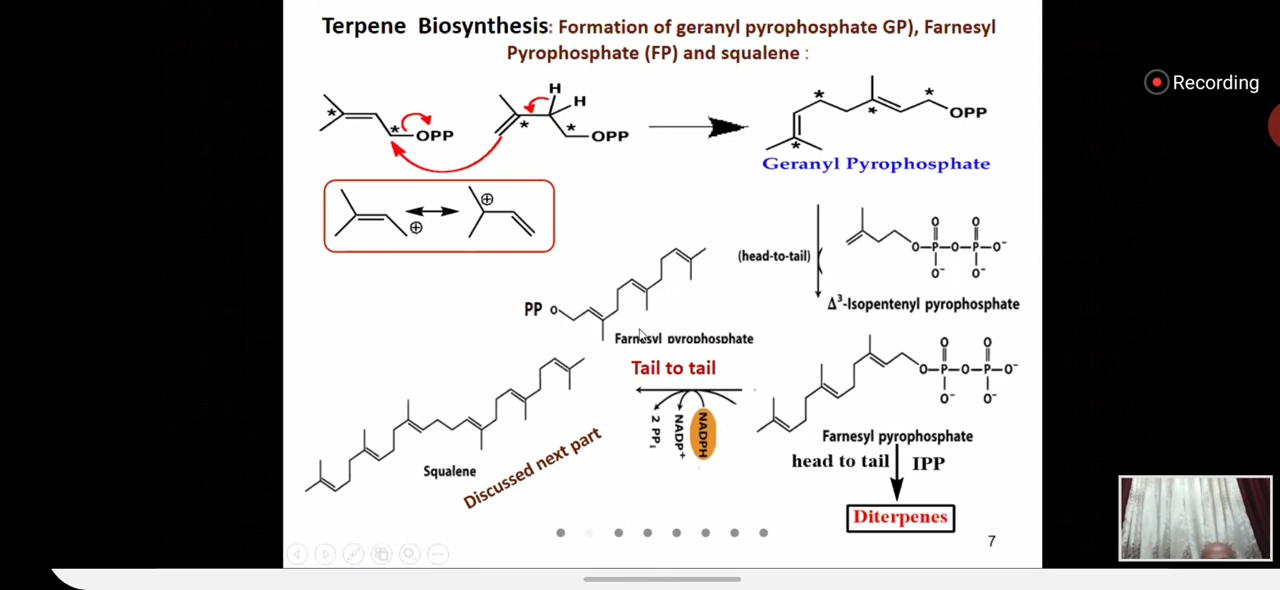 Terpene Biosynthesis: Formation of geranyl pyrophosphate GP), Farnesyl
Pyrophosphate (FP) and squalene :
Recording
H
H
*
*
OPP
*
*
OPP
*
*
*
*
OPP
Geranyl Pyrophosphate
⊕
⊕
(head-to-tail)
O
O
O–P–O–P–O⁻
O⁻
O⁻
Δ³-Isopentenyl pyrophosphate
PP O
Farnesyl pyrophosphate
Tail to tail
2 PPᵢ
NADP⁺
NADPH
O
O
O–P–O–P–O⁻
O⁻
O⁻
Farnesyl pyrophosphate
head to tail
IPP
Squalene
Discussed next part
Diterpenes
7